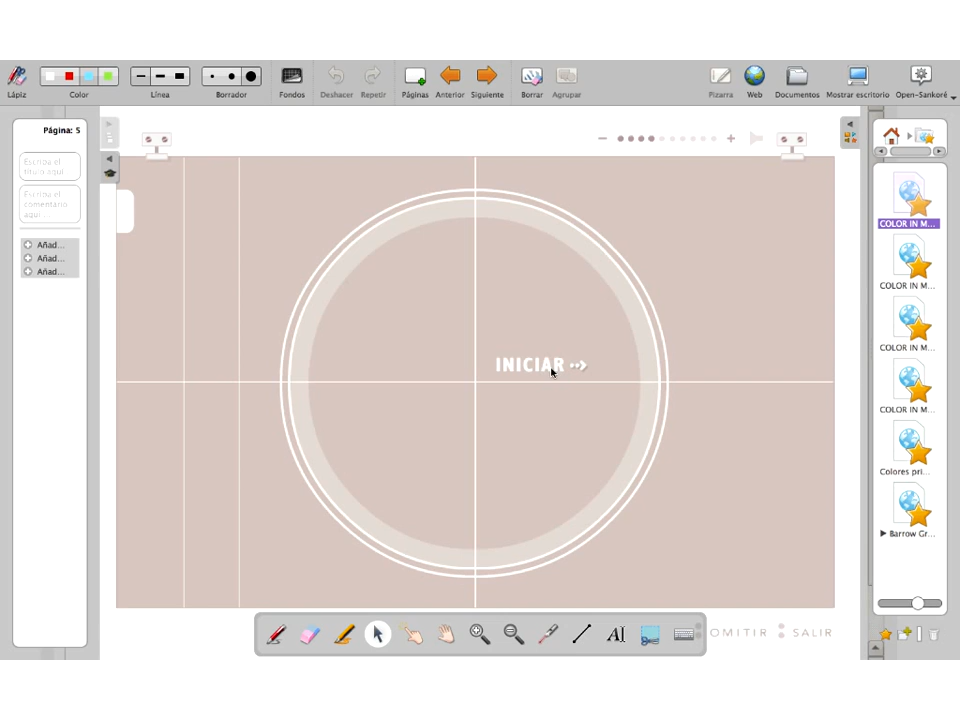 Lápiz
Color
Línea
Borrador
Fondos
Deshacer
Repetir
Páginas
Anterior
Siguiente
Borrar
Agrupar
Pizarra
Web
Documentos
Mostrar escritorio
Open-Sankoré
Página: 5
Escriba el
título aquí
Escriba el
comentario
aquí ...
Añad...
Añad...
Añad...
INICIAR
COLOR IN M...
COLOR IN M...
COLOR IN M...
COLOR IN M...
Colores pri...
Barrow Gr...
AI
OMITIR
SALIR